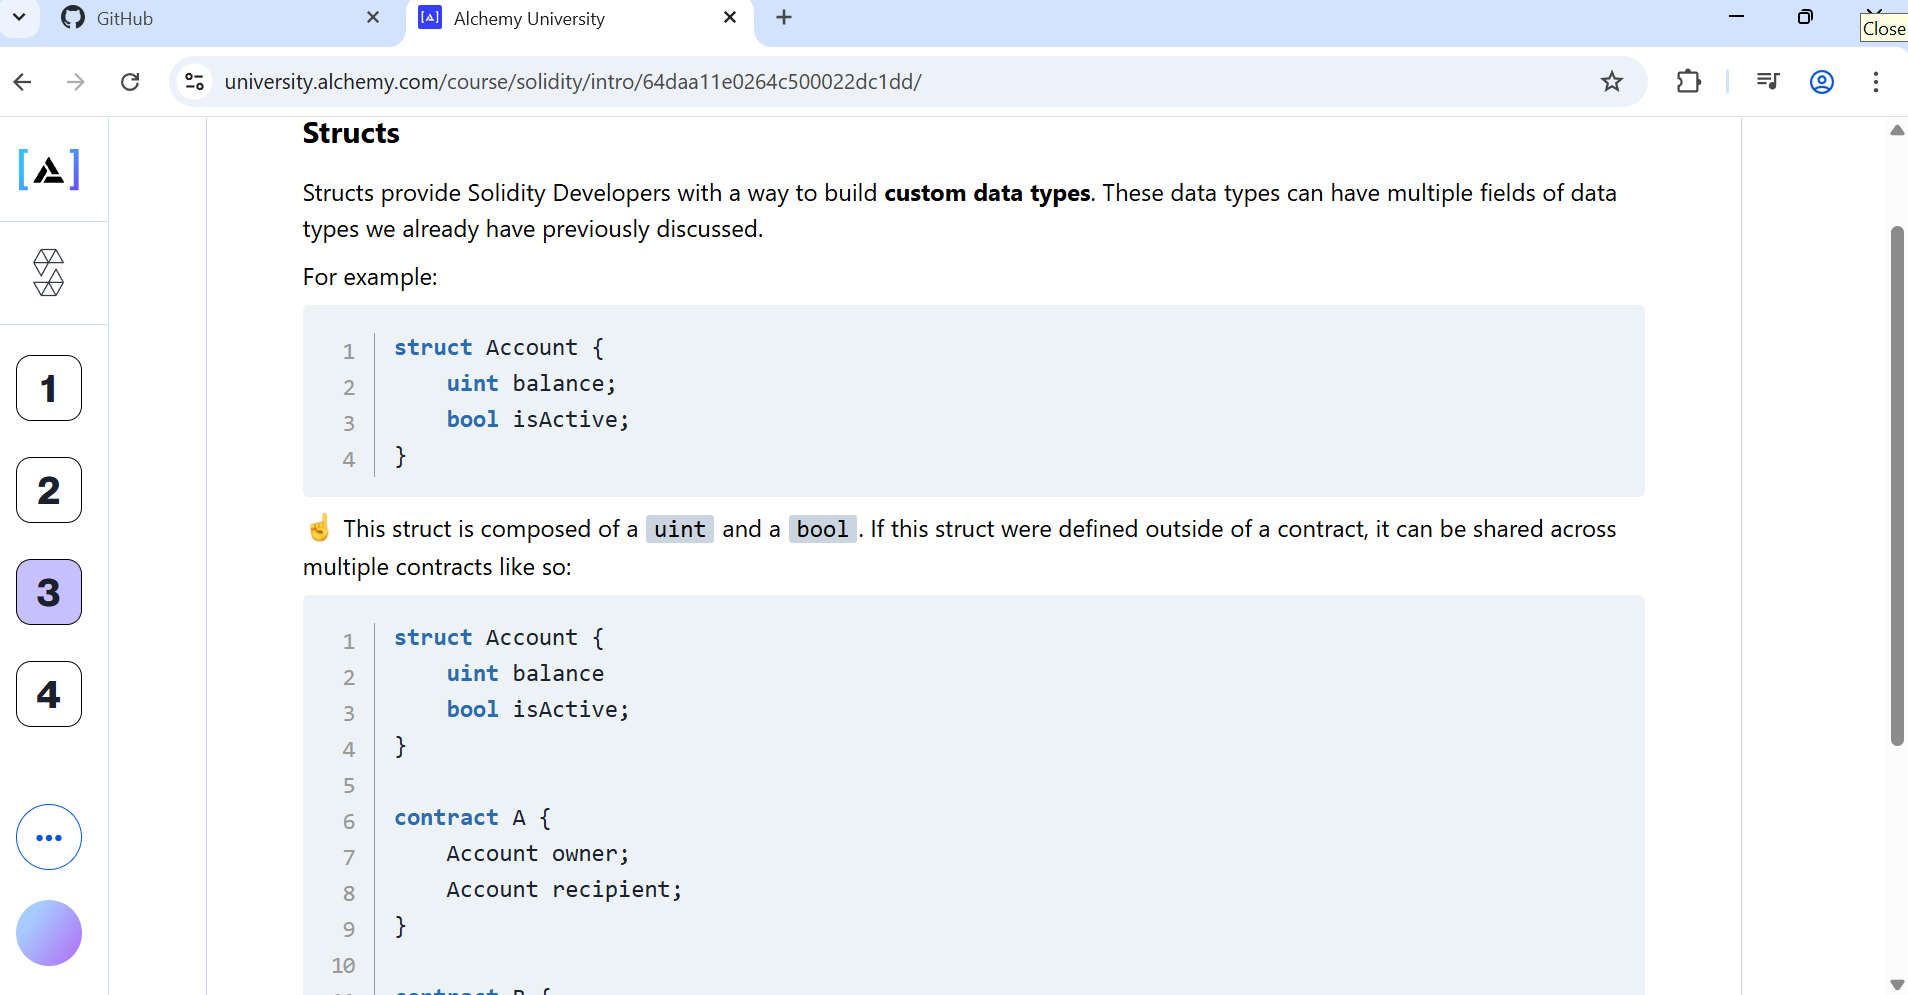 GitHub
Alchemy University
Close
university.alchemy.com/course/solidity/intro/64daa11e0264c500022dc1dd/
Structs
Structs provide Solidity Developers with a way to build custom data types. These data types can have multiple fields of data
types we already have previously discussed.
For example:
1 struct Account {
2     uint balance;
3     bool isActive;
4 }
☝ This struct is composed of a uint and a bool. If this struct were defined outside of a contract, it can be shared across
multiple contracts like so:
1 struct Account {
2     uint balance
3     bool isActive;
4 }
5
6 contract A {
7     Account owner;
8     Account recipient;
9 }
10
contract B {
1
2
3
4